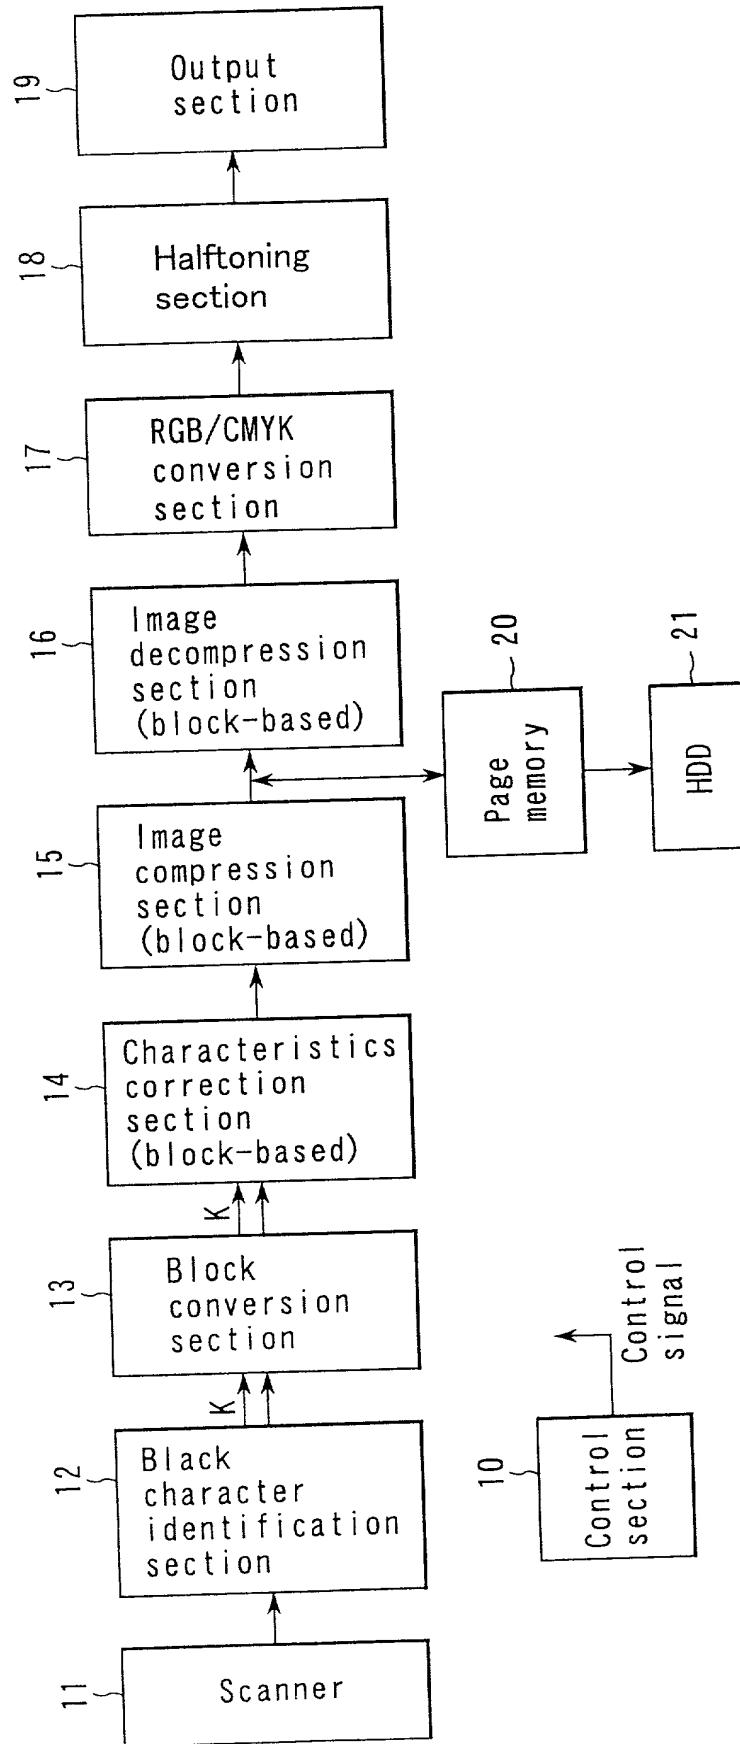 19
Output
section
18
Halftoning
section
17
RGB/CMYK
conversion
section
16
Image
decompression
section
(block-based)
20
Page
memory
21
HDD
15
Image
compression
section
(block-based)
14
Characteristics
correction
section
(block-based)
K
13
Block
conversion
section
K
12
Black
character
identification
section
11
Scanner
10
Control
section
Control
signal